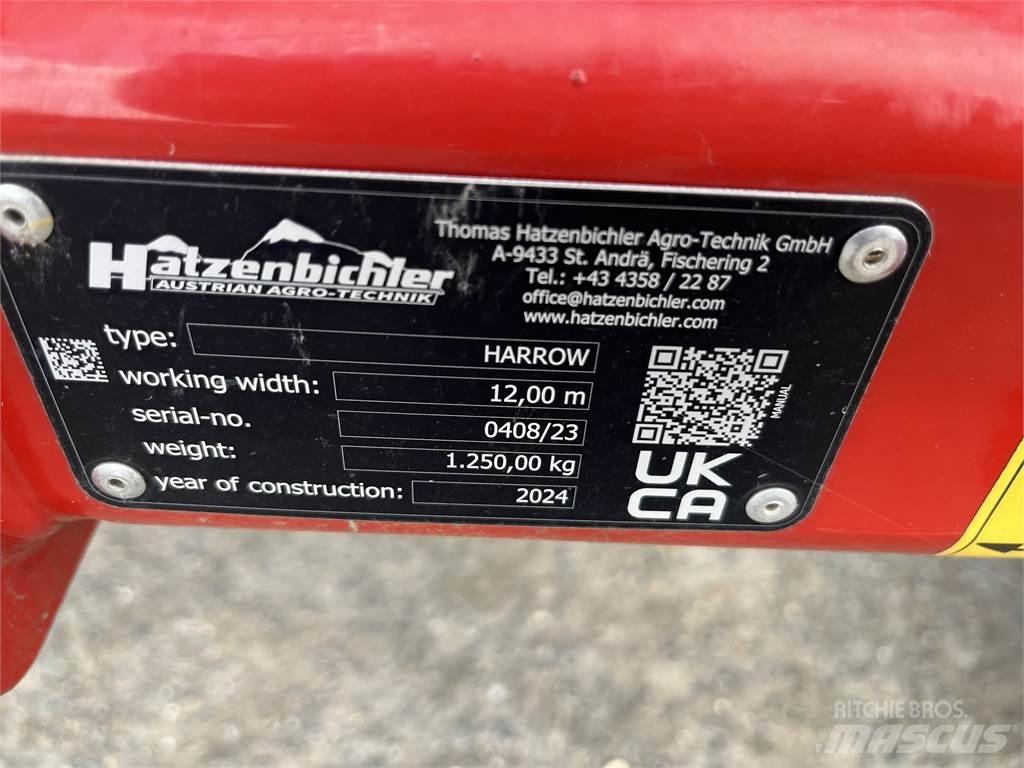 Hatzenbichler
AUSTRIAN AGRO-TECHNIK
Thomas Hatzenbichler Agro-Technik GmbH
A-9433 St. Andrä, Fischering 2
Tel.: +43 4358 / 22 87
office@hatzenbichler.com
www.hatzenbichler.com
type: HARROW
working width: 12,00 m
serial-no. 0408/23
weight: 1.250,00 kg
year of construction: 2024
MANUAL
UK
CA
RITCHIE BROS.
MASCUS